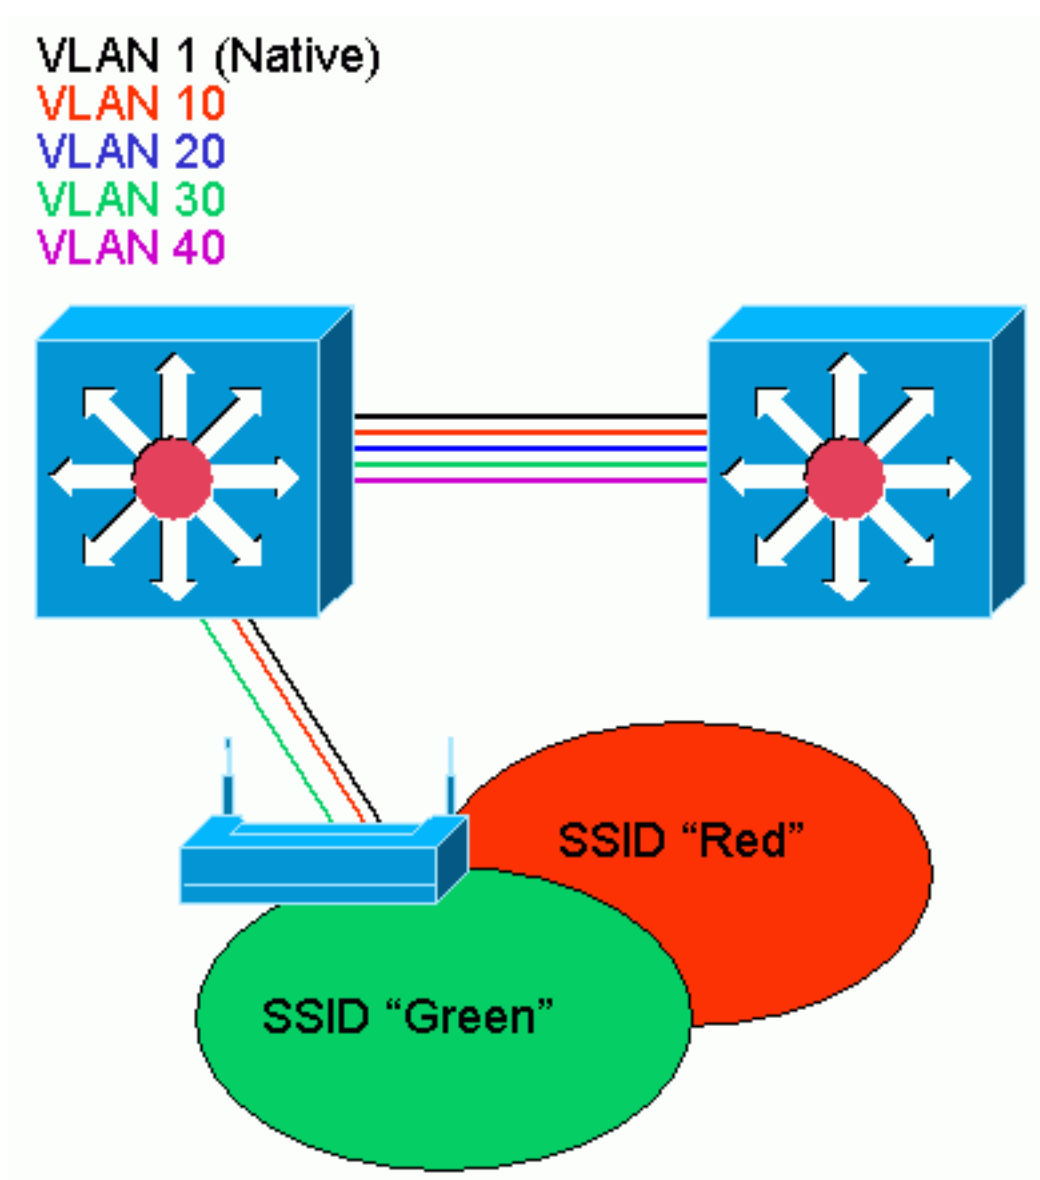 VLAN 1 (Native)
VLAN 10
VLAN 20
VLAN 30
VLAN 40
SSID “Red”
SSID “Green”